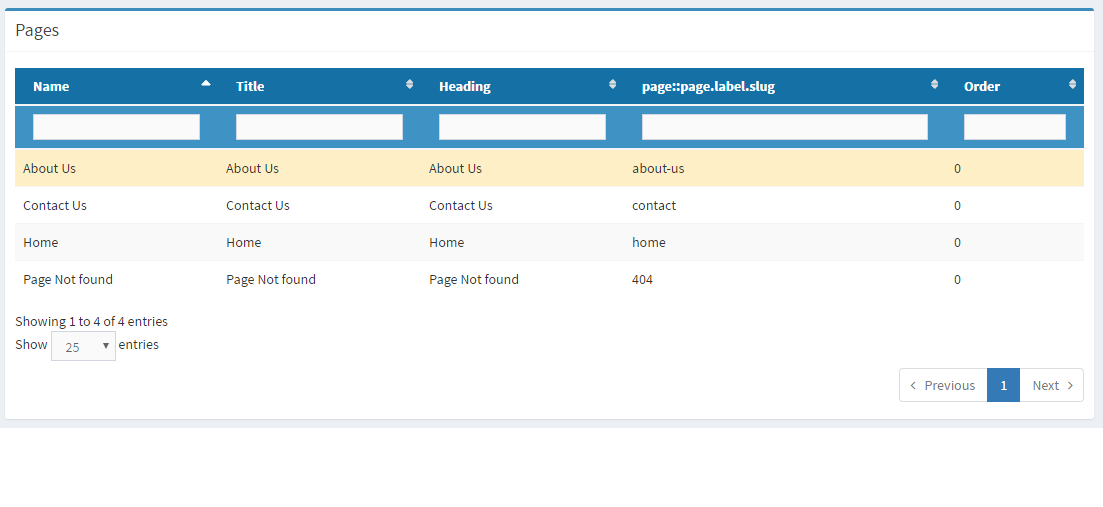 Pages
Name Title Heading page::page.label.slug Order
About Us About Us About Us about-us 0
Contact Us Contact Us Contact Us contact 0
Home Home Home home 0
Page Not found Page Not found Page Not found 404 0
Showing 1 to 4 of 4 entries
Show 25 entries
Previous 1 Next